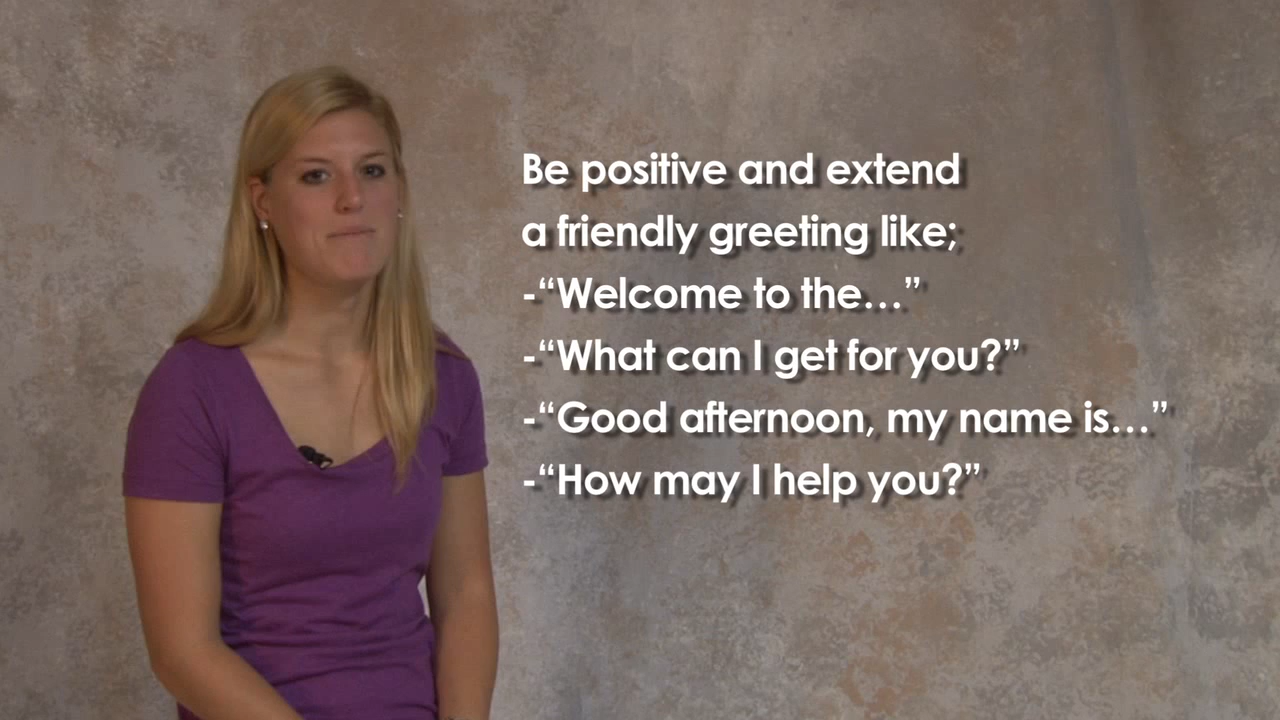 Be positive and extend
a friendly greeting like;
-“Welcome to the...”
-“What can I get for you?”
-“Good afternoon, my name is...”
-“How may I help you?”